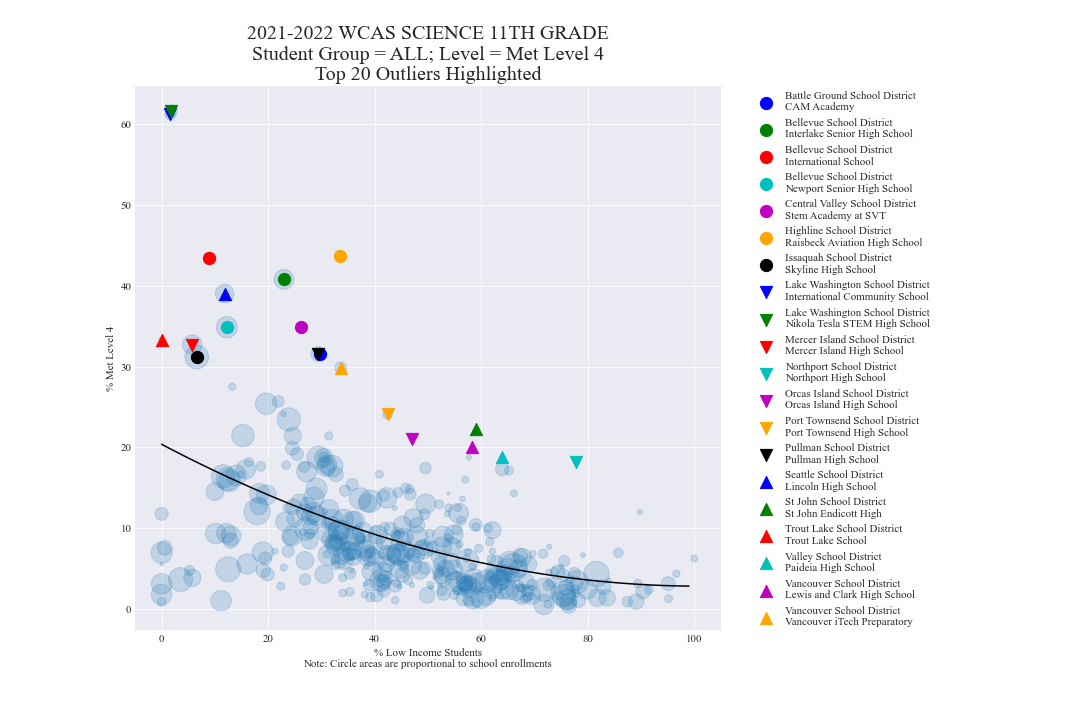 2021-2022 WCAS SCIENCE 11TH GRADE
Student Group = ALL; Level = Met Level 4
Top 20 Outliers Highlighted
% Met Level 4
60
50
40
30
20
10
0
0
20
40
60
80
100
% Low Income Students
Note: Circle areas are proportional to school enrollments
Battle Ground School District
CAM Academy
Bellevue School District
Interlake Senior High School
Bellevue School District
International School
Bellevue School District
Newport Senior High School
Central Valley School District
Stem Academy at SVT
Highline School District
Raisbeck Aviation High School
Issaquah School District
Skyline High School
Lake Washington School District
International Community School
Lake Washington School District
Nikola Tesla STEM High School
Mercer Island School District
Mercer Island High School
Northport School District
Northport High School
Orcas Island School District
Orcas Island High School
Port Townsend School District
Port Townsend High School
Pullman School District
Pullman High School
Seattle School District
Lincoln High School
St John School District
St John Endicott High
Trout Lake School District
Trout Lake School
Valley School District
Paideia High School
Vancouver School District
Lewis and Clark High School
Vancouver School District
Vancouver iTech Preparatory